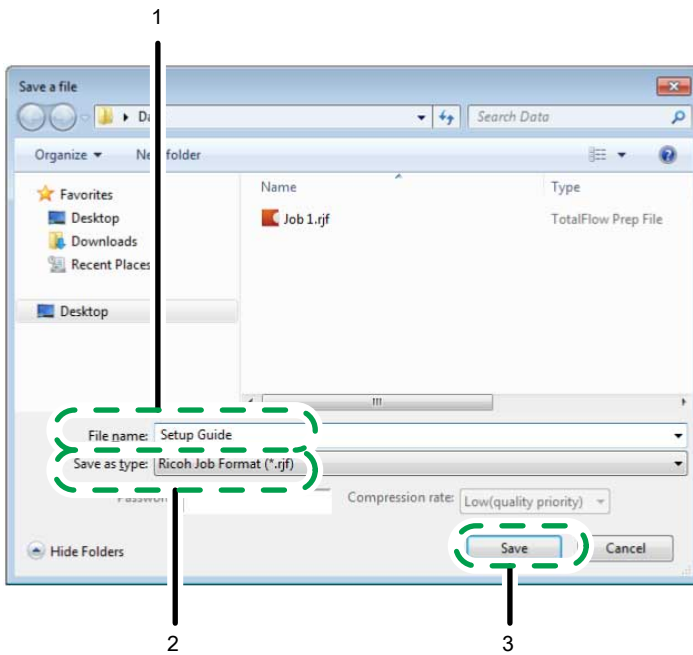 1
Save a file
Search Data
Organize
folder
Name
Type
Favorites
Desktop
Downloads
Recent Places
Job 1.rjf
TotalFlow Prep File
Desktop
File name: Setup Guide
Save as type: Ricoh Job Format (*.rjf)
Compression rate: Low(quality priority)
Hide Folders
Save
Cancel
2
3